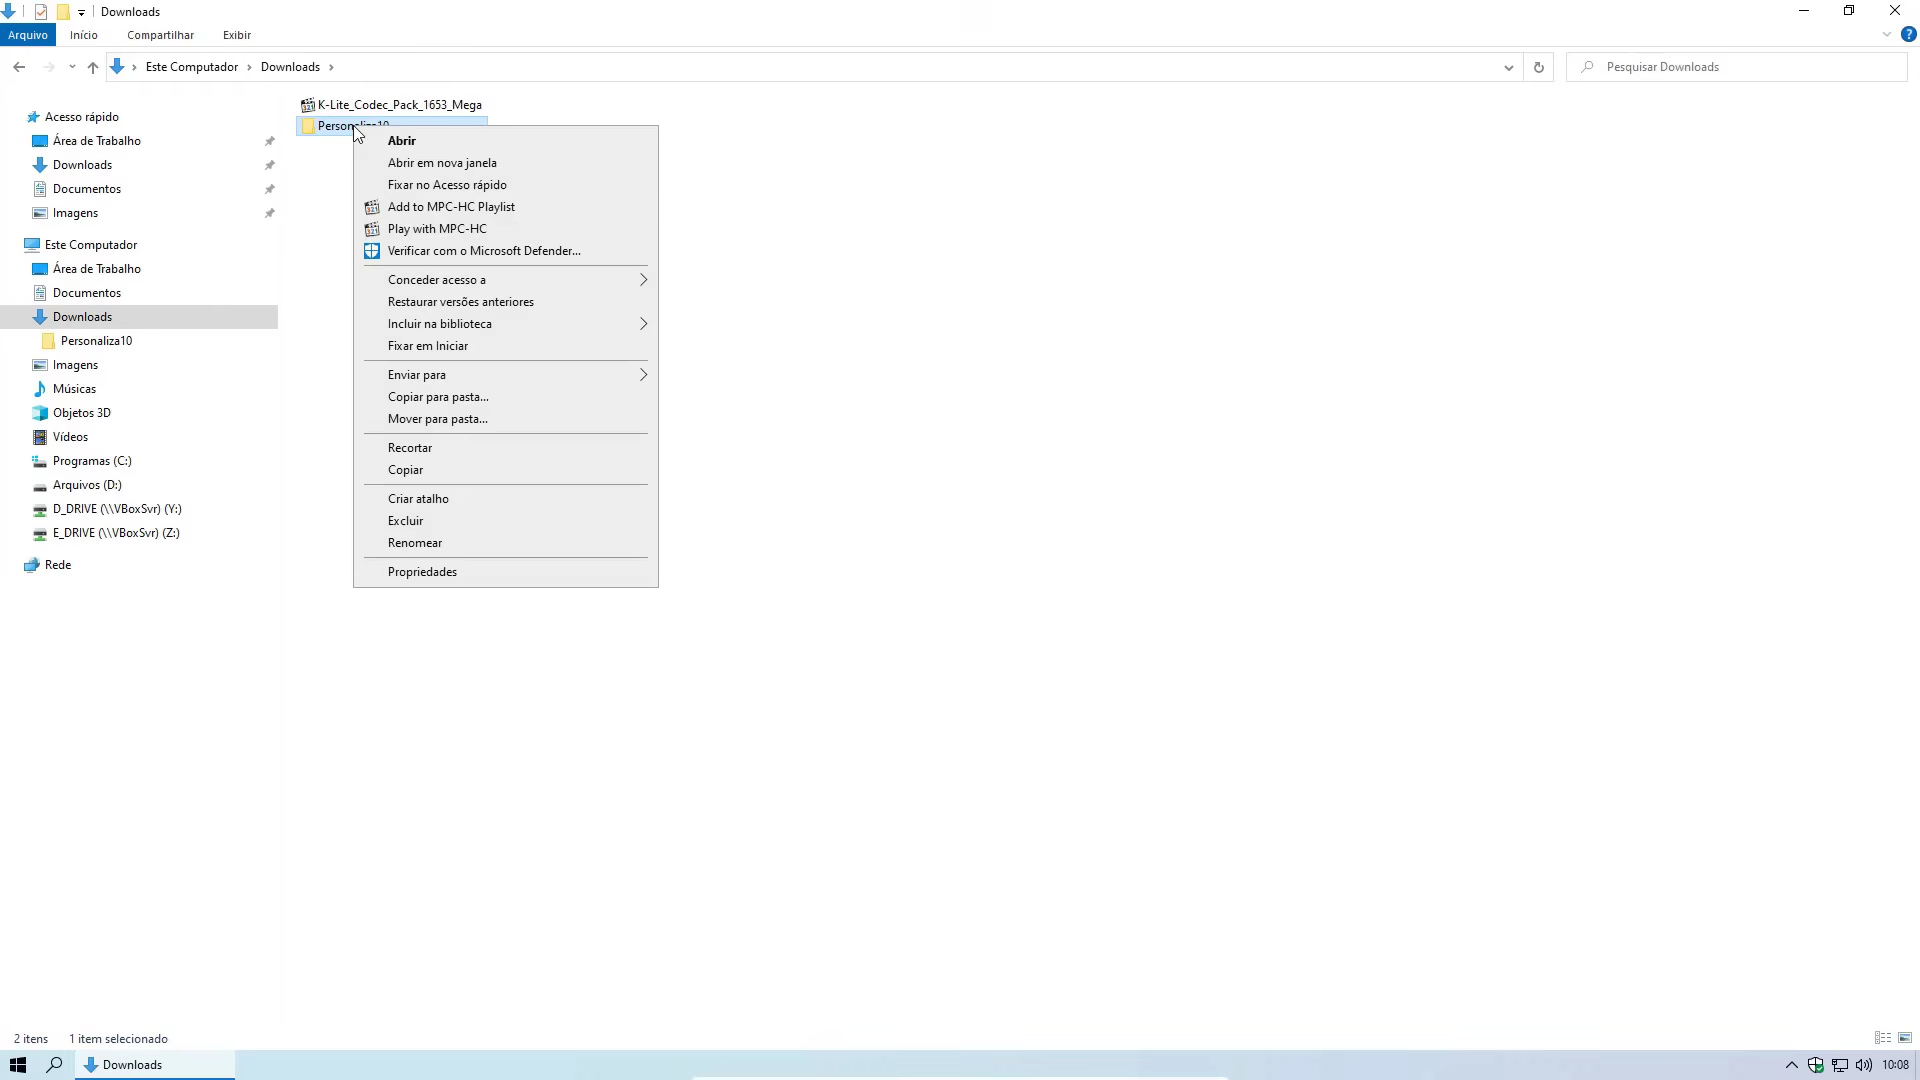 Downloads
Arquivo
Início
Compartilhar
Exibir
?
Este Computador
Downloads
Pesquisar Downloads
Acesso rápido
Área de Trabalho
Downloads
Documentos
Imagens
Este Computador
Área de Trabalho
Documentos
Downloads
Personaliza10
Imagens
Músicas
Objetos 3D
Vídeos
Programas (C:)
Arquivos (D:)
D_DRIVE (\\VBoxSvr) (Y:)
E_DRIVE (\\VBoxSvr) (Z:)
Rede
K-Lite_Codec_Pack_1653_Mega
Personaliza10
Abrir
Abrir em nova janela
Fixar no Acesso rápido
Add to MPC-HC Playlist
Play with MPC-HC
Verificar com o Microsoft Defender...
Conceder acesso a
Restaurar versões anteriores
Incluir na biblioteca
Fixar em Iniciar
Enviar para
Copiar para pasta...
Mover para pasta...
Recortar
Copiar
Criar atalho
Excluir
Renomear
Propriedades
2 itens
1 item selecionado
Downloads
10:08